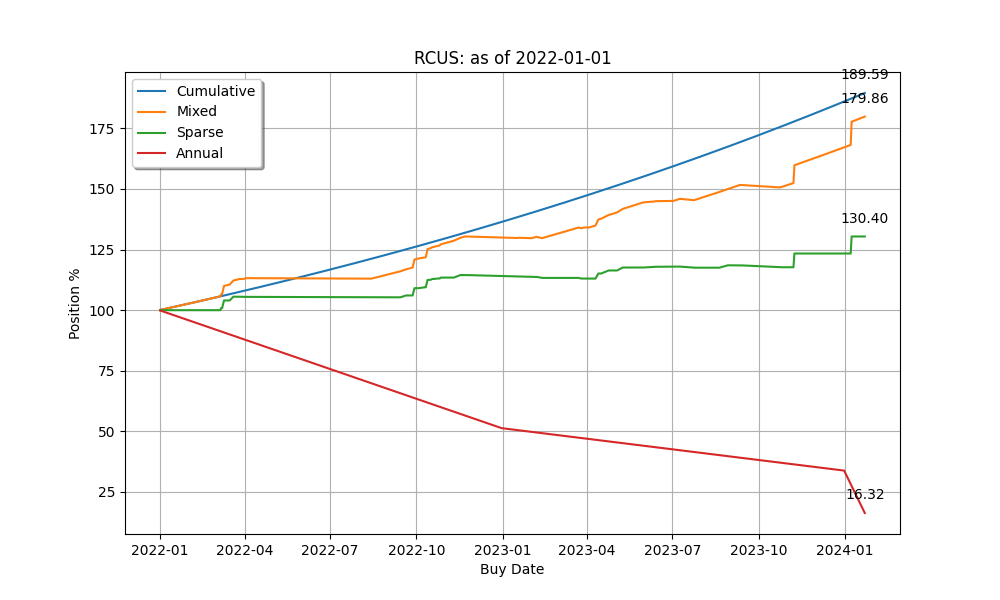 RCUS: as of 2022-01-01
189.59
179.86
130.40
16.32
Cumulative
Mixed
Sparse
Annual
Position %
175
150
125
100
75
50
25
2022-01 2022-04 2022-07 2022-10 2023-01 2023-04 2023-07 2023-10 2024-01
Buy Date